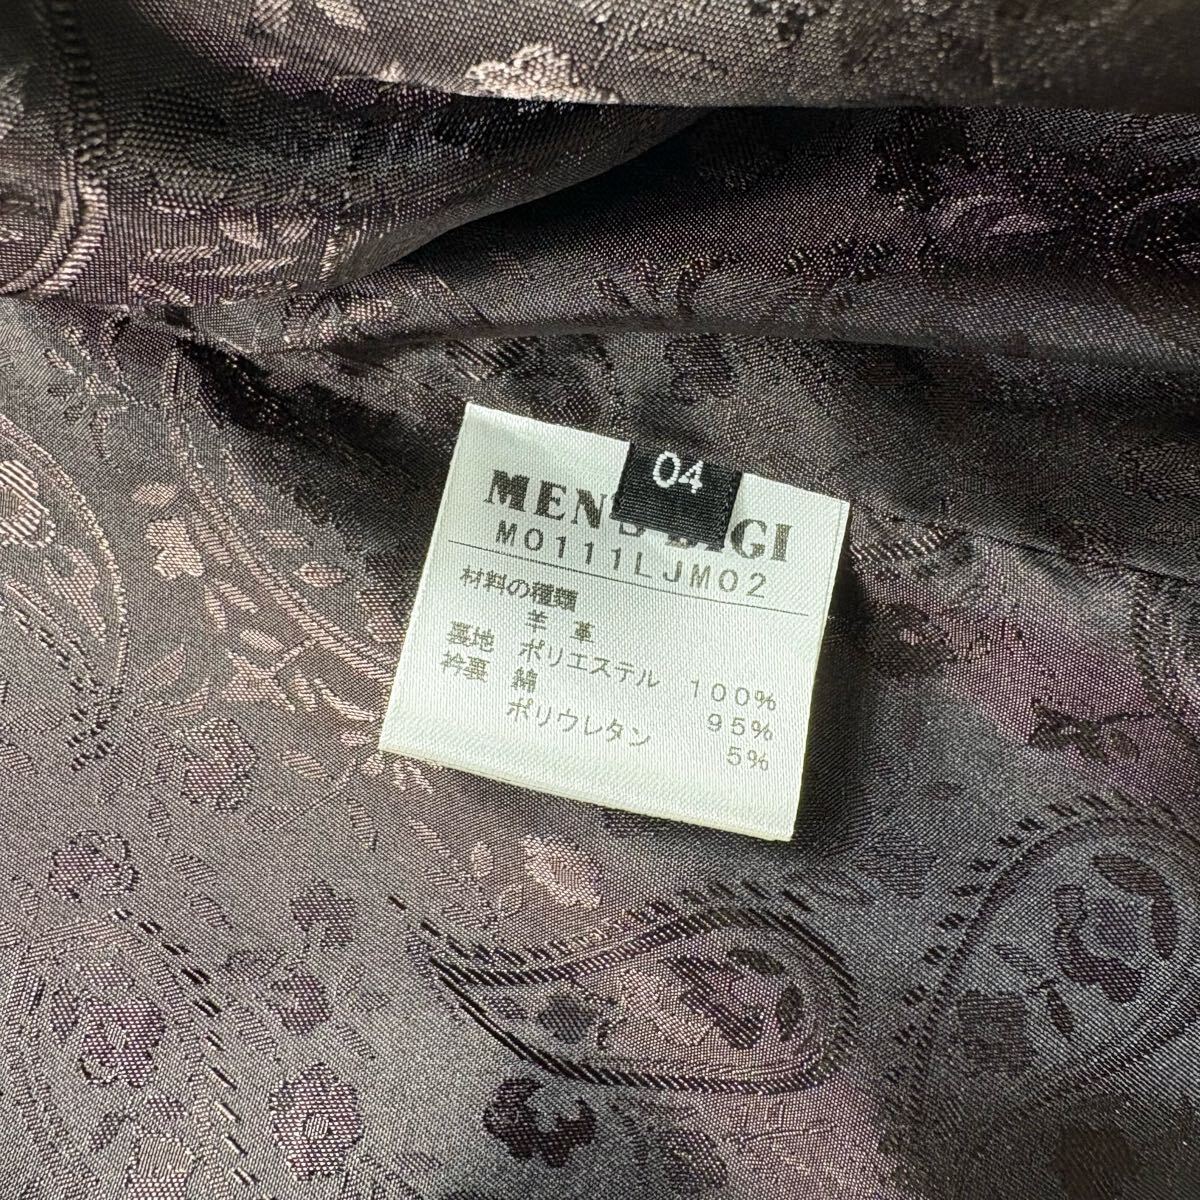 04
MEN'S BIGI
M0111LJM02
材料の種類
羊 革
裏地 ポリエステル 100%
衿裏 綿 95%
ポリウレタン 5%